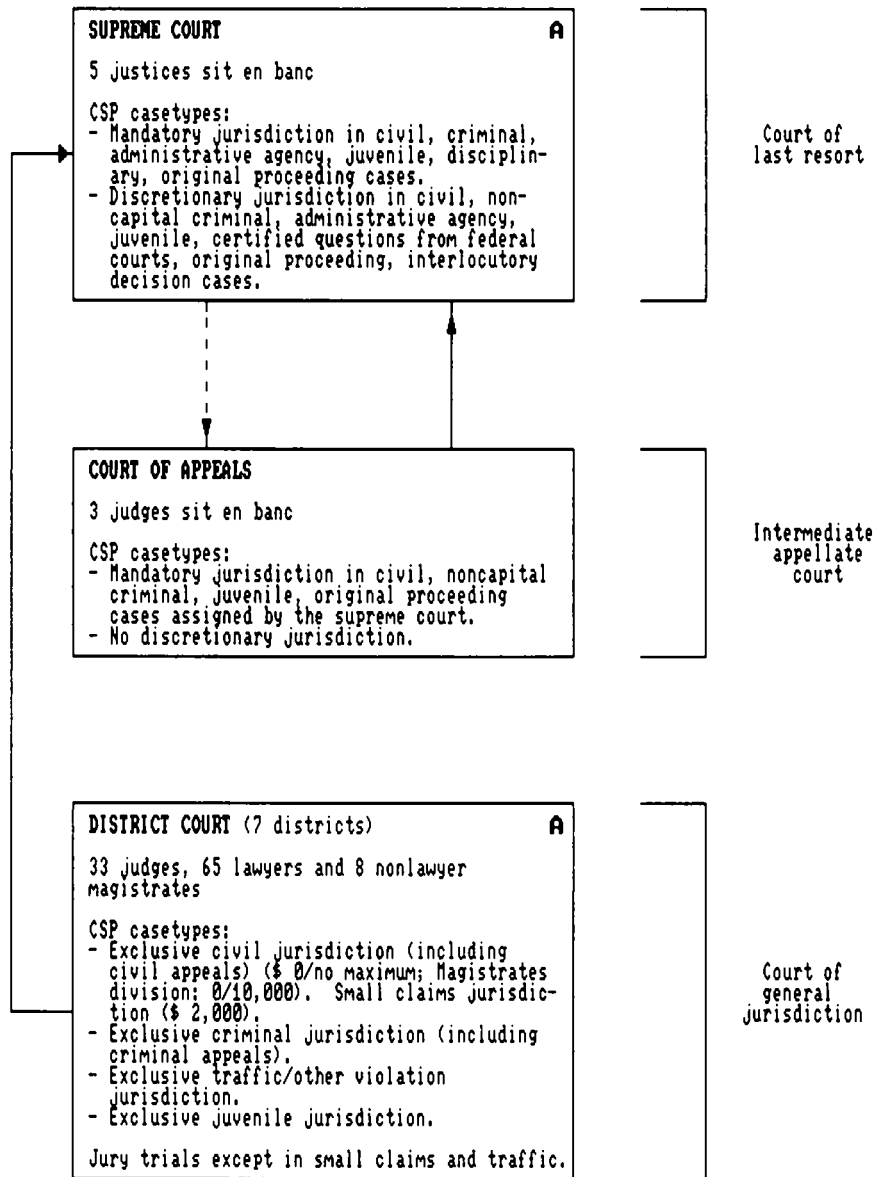 SUPREME COURT A
5 justices sit en banc
CSP casetypes:
- Mandatory jurisdiction in civil, criminal,
administrative agency, juvenile, disciplin-
ary, original proceeding cases.
- Discretionary jurisdiction in civil, non-
capital criminal, administrative agency,
juvenile, certified questions from federal
courts, original proceeding, interlocutory
decision cases.
Court of
last resort
COURT OF APPEALS
3 judges sit en banc
CSP casetypes:
- Mandatory jurisdiction in civil, noncapital
criminal, juvenile, original proceeding
cases assigned by the supreme court.
- No discretionary jurisdiction.
Intermediate
appellate
court
DISTRICT COURT (7 districts) A
33 judges, 65 lawyers and 8 nonlawyer
magistrates
CSP casetypes:
- Exclusive civil jurisdiction (including
civil appeals) ($ 0/no maximum; Magistrates
division: 0/10,000). Small claims jurisdic-
tion ($ 2,000).
- Exclusive criminal jurisdiction (including
criminal appeals).
- Exclusive traffic/other violation
jurisdiction.
- Exclusive juvenile jurisdiction.
Jury trials except in small claims and traffic.
Court of
general
jurisdiction